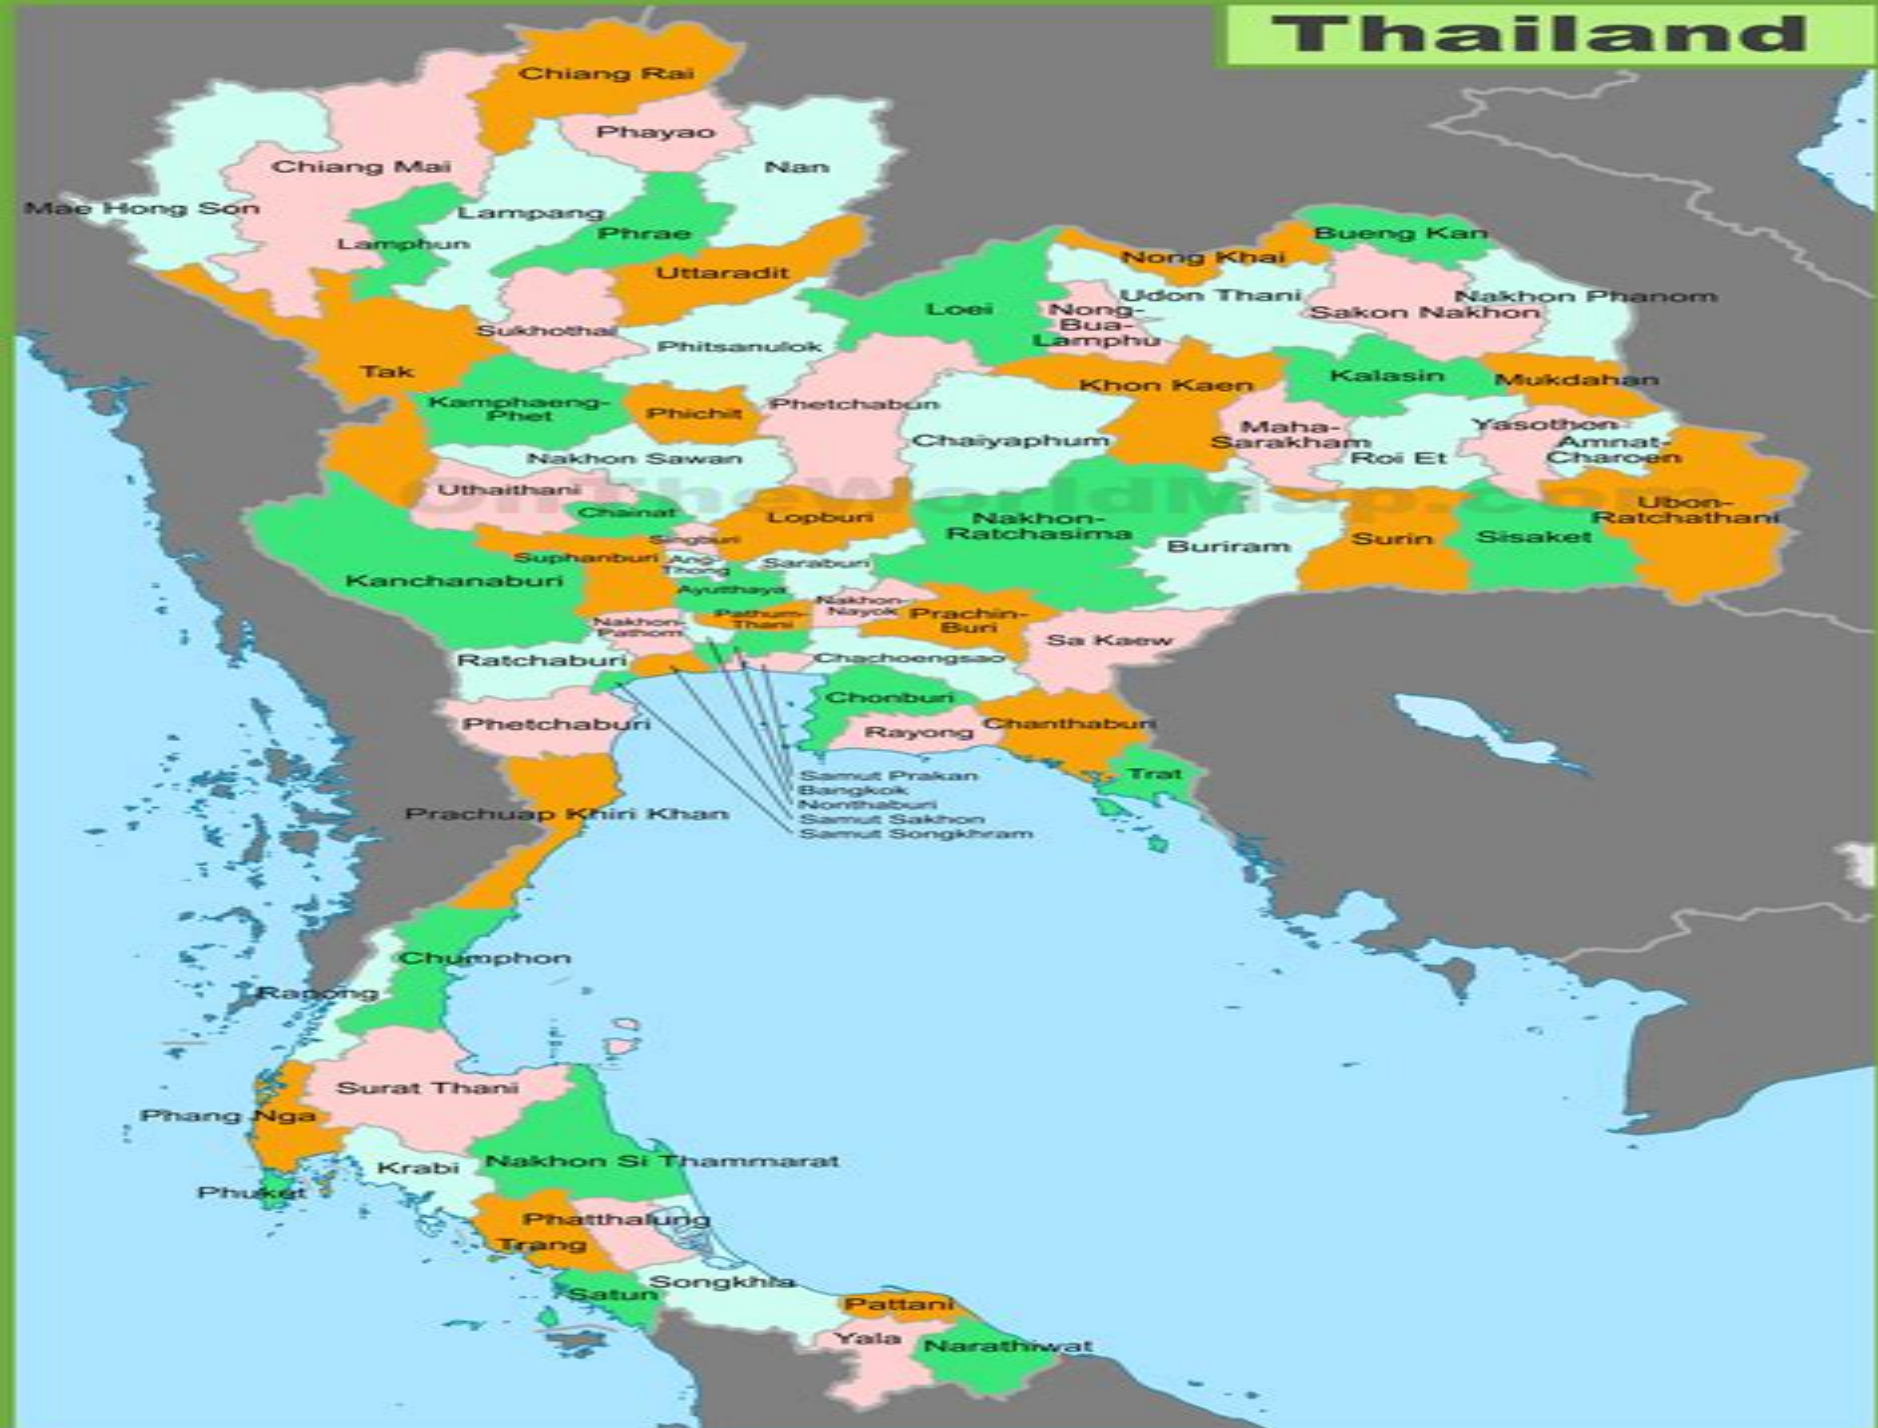 Thailand
Chiang Rai
Phayao
Chiang Mai
Nan
Mae Hong Son
Lampang
Phrae
Lamphun
Uttaradit
Bueng Kan
Nong Khai
Udon Thani
Nakhon Phanom
Loei
Nong-
Bua-
Lamphu
Sakon Nakhon
Sukhothai
Phitsanulok
Tak
Khon Kaen
Kalasin
Mukdahan
Kamphaeng-
Phet
Phichit
Phetchabun
Chaiyaphum
Maha-
Sarakham
Roi Et
Yasothon
Amnat-
Charoen
Nakhon Sawan
Uthaithani
OnTheWorldMap.com
Chainat
Lopburi
Nakhon-
Ratchasima
Ubon-
Ratchathani
Singburi
Buriram
Surin
Sisaket
Suphanburi
Ang-
Thong
Saraburi
Kanchanaburi
Ayutthaya
Nakhon-
Nayok
Pathum-
Thani
Prachin-
Buri
Nakhon-
Pathom
Sa Kaew
Ratchaburi
Chachoengsao
Chonburi
Phetchaburi
Rayong
Chanthaburi
Trat
Samut Prakan
Bangkok
Nonthaburi
Samut Sakhon
Samut Songkhram
Prachuap Khiri Khan
Chumphon
Ranong
Surat Thani
Phang Nga
Krabi
Nakhon Si Thammarat
Phuket
Phatthalung
Trang
Songkhla
Satun
Pattani
Yala
Narathiwat